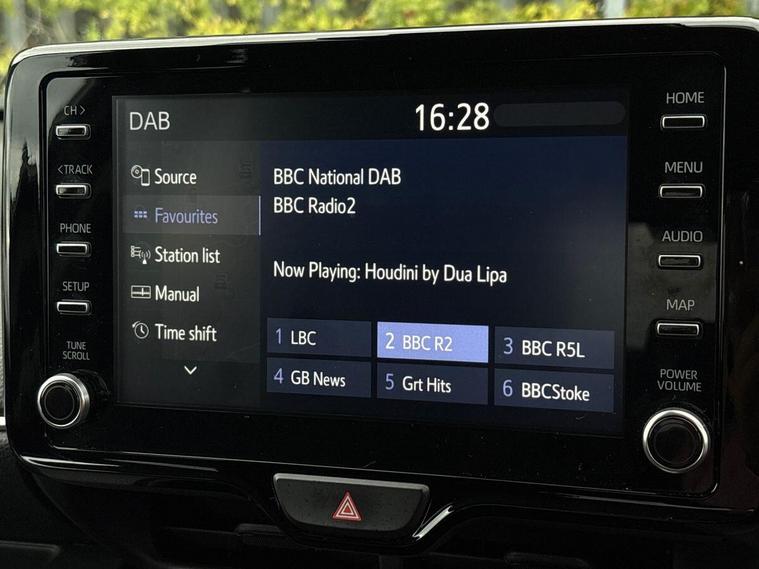 CH >
<TRACK
PHONE
SETUP
TUNE
SCROLL
DAB
16:28
Source
Favourites
Station list
Manual
Time shift
BBC National DAB
BBC Radio2
Now Playing: Houdini by Dua Lipa
1 LBC
2 BBC R2
3 BBC R5L
4 GB News
5 Grt Hits
6 BBCStoke
HOME
MENU
AUDIO
MAP
POWER
VOLUME